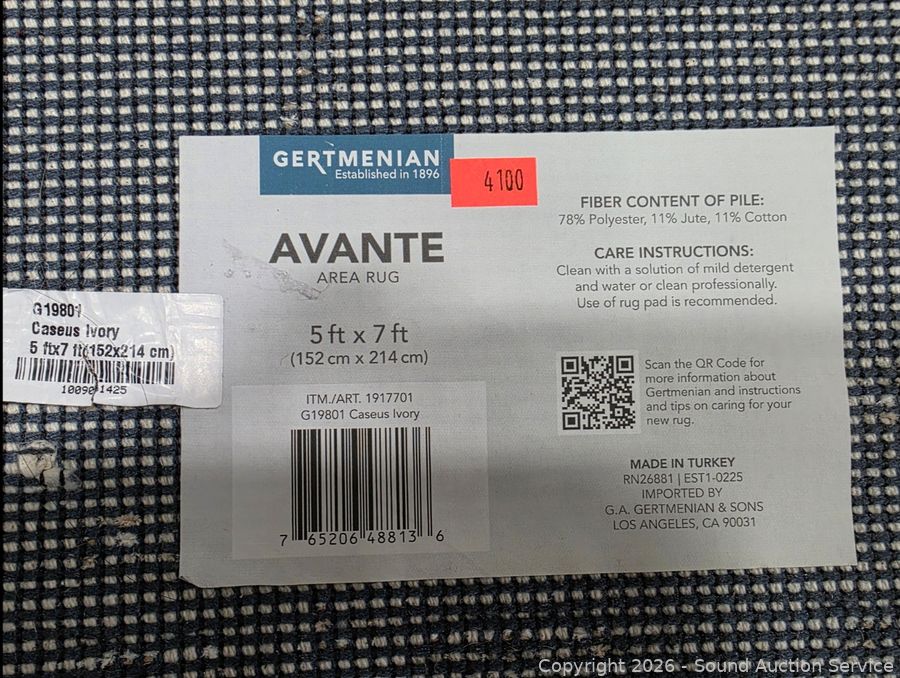 GERTMENIAN
Established in 1896
4100
AVANTE
AREA RUG
5 ft x 7 ft
(152 cm x 214 cm)
ITM./ART. 1917701
G19801 Caseus Ivory
7 65206 48813 6
FIBER CONTENT OF PILE:
78% Polyester, 11% Jute, 11% Cotton
CARE INSTRUCTIONS:
Clean with a solution of mild detergent
and water or clean professionally.
Use of rug pad is recommended.
Scan the QR Code for
more information about
Gertmenian and instructions
and tips on caring for your
new rug.
MADE IN TURKEY
RN26881 | EST1-0225
IMPORTED BY
G.A. GERTMENIAN & SONS
LOS ANGELES, CA 90031
G19801
Caseus Ivory
5 ftx7 ft(152x214 cm)
Copyright 2026 - Sound Auction Service